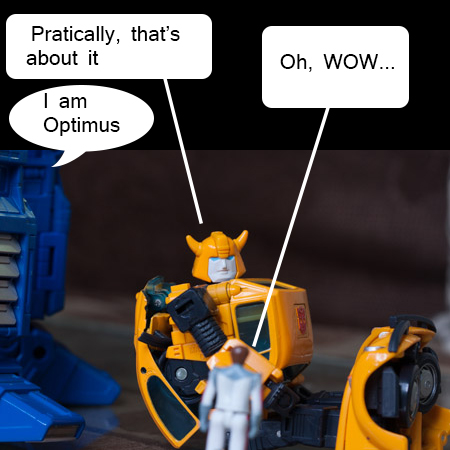 Pratically, that's
about it
Oh, WOW...
I am
Optimus